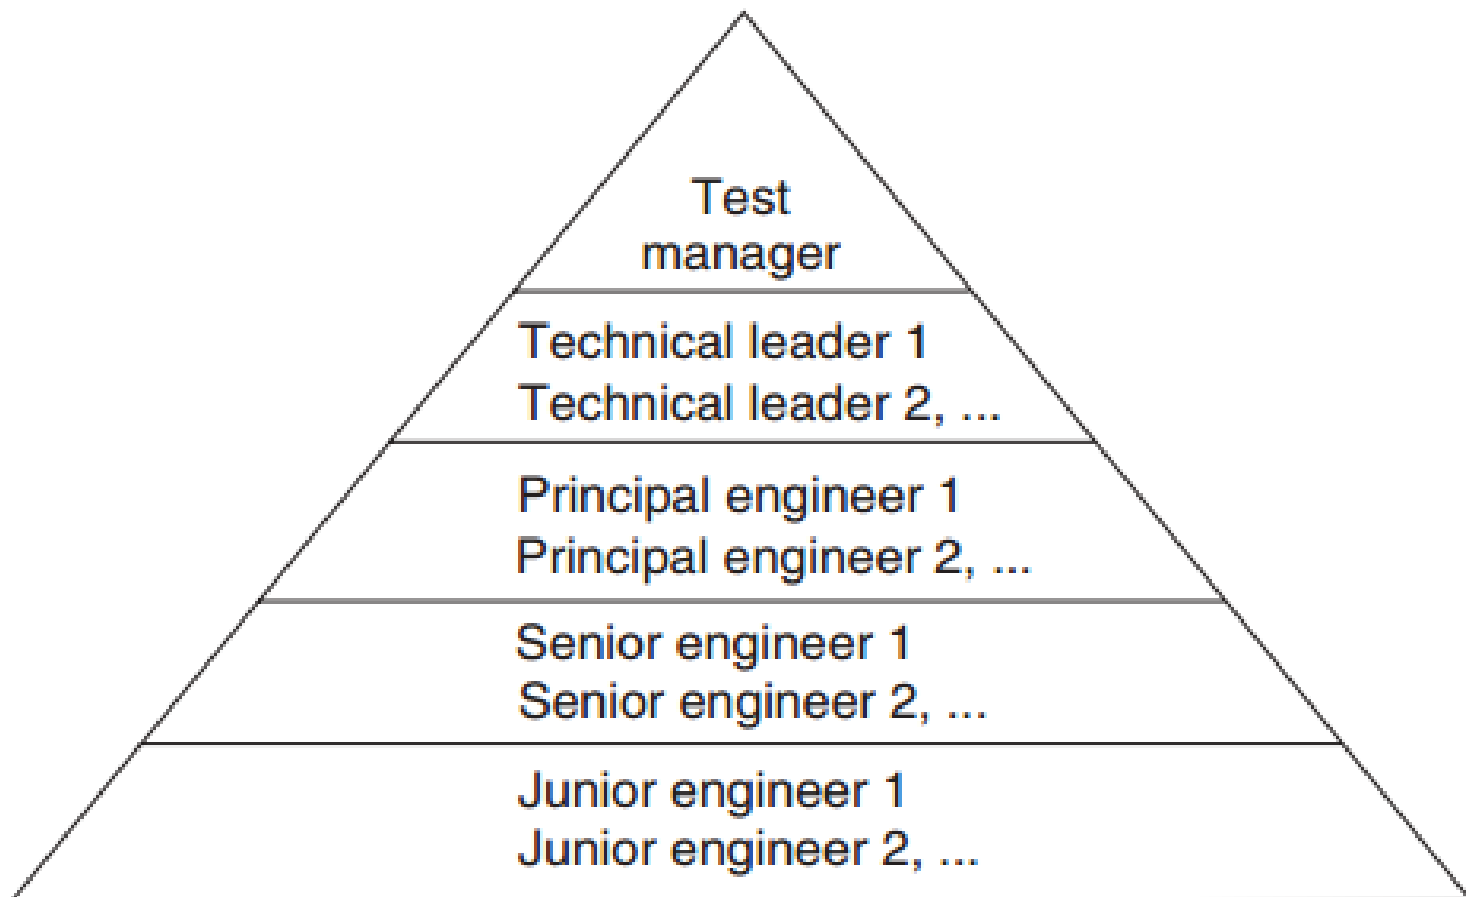 Test
manager
Technical leader 1
Technical leader 2, ...
Principal engineer 1
Principal engineer 2, ...
Senior engineer 1
Senior engineer 2, ...
Junior engineer 1
Junior engineer 2, ...